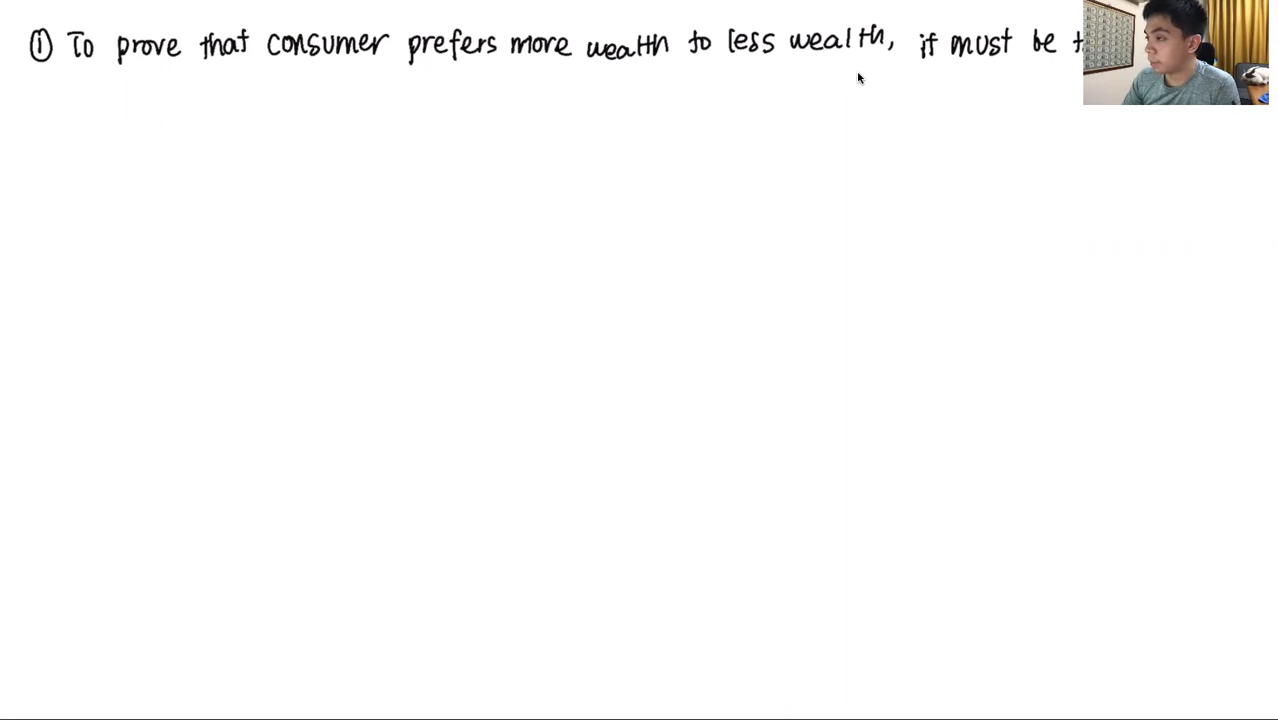 ① To prove that consumer prefers more wealth to less wealth, it must be t